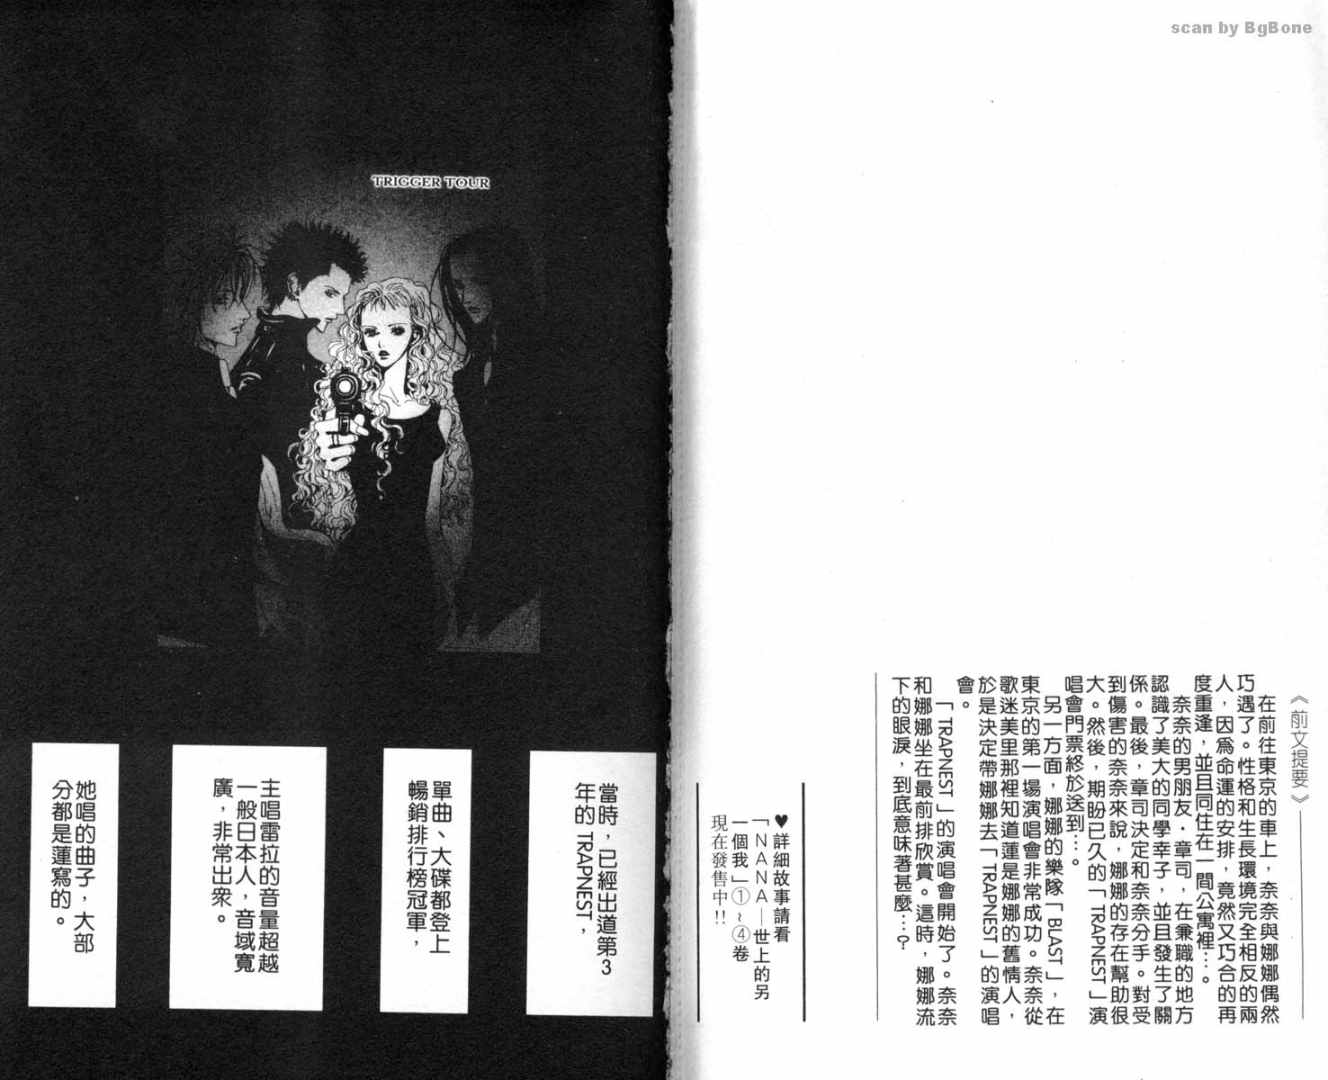 scan by BgBone
《前文提要》
在前往東京的車上,奈奈與娜娜偶然
巧遇了。性格和生長環境完全相反的兩
人,因為命運的安排,竟然又巧合的再
度重逢,並且同住在一間公寓裡…。
奈奈的男朋友.章司,在兼職的地方
認識了美大的同學幸子,並且發生了關
係。最後,章司決定和奈奈分手。對受
到傷害的奈奈來說,娜娜的存在幫助很
大。然後,期盼已久的「TRAPNEST」演
唱會門票終於送到…。
另一方面,娜娜的樂隊「BLAST」,在
東京的第一場演唱會非常成功。奈奈從
歌迷美里那裡知道蓮是娜娜的舊情人,
於是決定帶娜娜去「TRAPNEST」的演唱
會。
「TRAPNEST」的演唱會開始了。奈奈
和娜娜坐在最前排欣賞。這時,娜娜流
下的眼淚,到底意味著甚麼…?
♥詳細故事請看
「NANA—世上的另
一個我」①~④卷
現在發售中!!
TRIGGER TOUR
當時,已經出道第3
年的 TRAPNEST,
單曲、大碟都登上
暢銷排行榜冠軍,
主唱雷拉的音量超越
一般日本人,音域寬
廣,非常出眾。
她唱的曲子,大部
分都是蓮寫的。